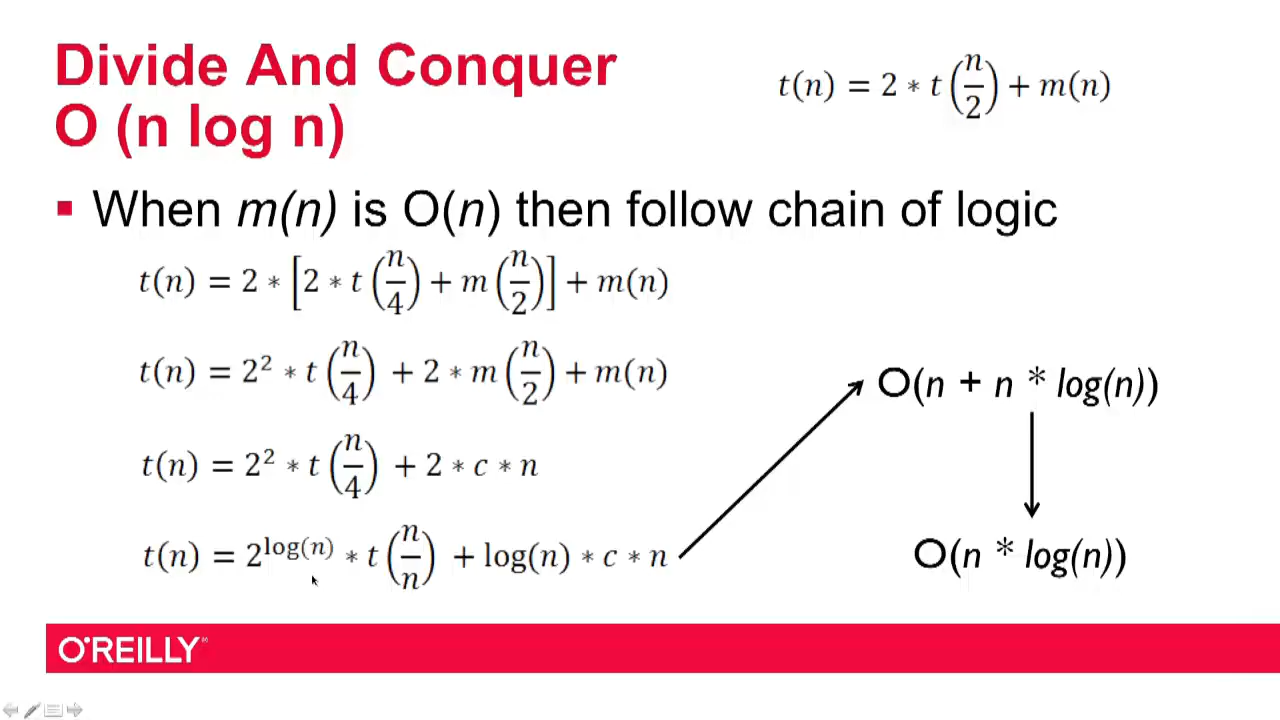 Divide And Conquer
O (n log n)
t(n) = 2 * t(n/2) + m(n)
▪ When m(n) is O(n) then follow chain of logic
t(n) = 2 * [2 * t(n/4) + m(n/2)] + m(n)
t(n) = 2² * t(n/4) + 2 * m(n/2) + m(n)
t(n) = 2² * t(n/4) + 2 * c * n
t(n) = 2^log(n) * t(n/n) + log(n) * c * n
O(n + n * log(n))
O(n * log(n))
O'REILLY